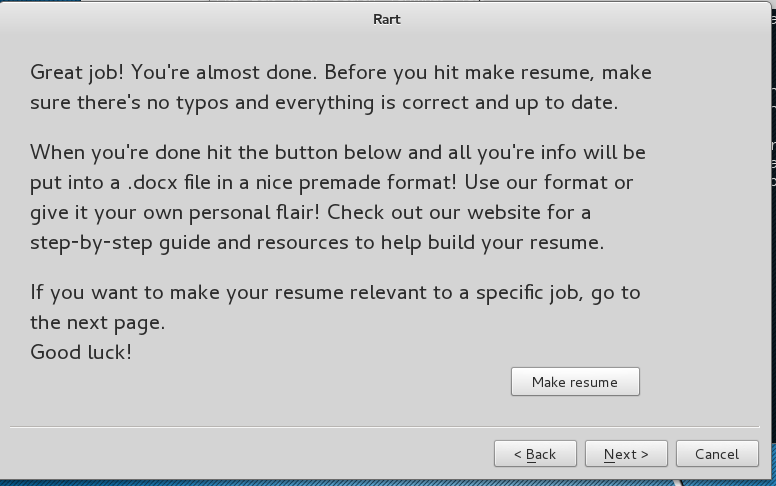 Rart
Great job! You're almost done. Before you hit make resume, make
sure there's no typos and everything is correct and up to date.
When you're done hit the button below and all you're info will be
put into a .docx file in a nice premade format! Use our format or
give it your own personal flair! Check out our website for a
step-by-step guide and resources to help build your resume.
If you want to make your resume relevant to a specific job, go to
the next page.
Good luck!
Make resume
< Back
Next >
Cancel